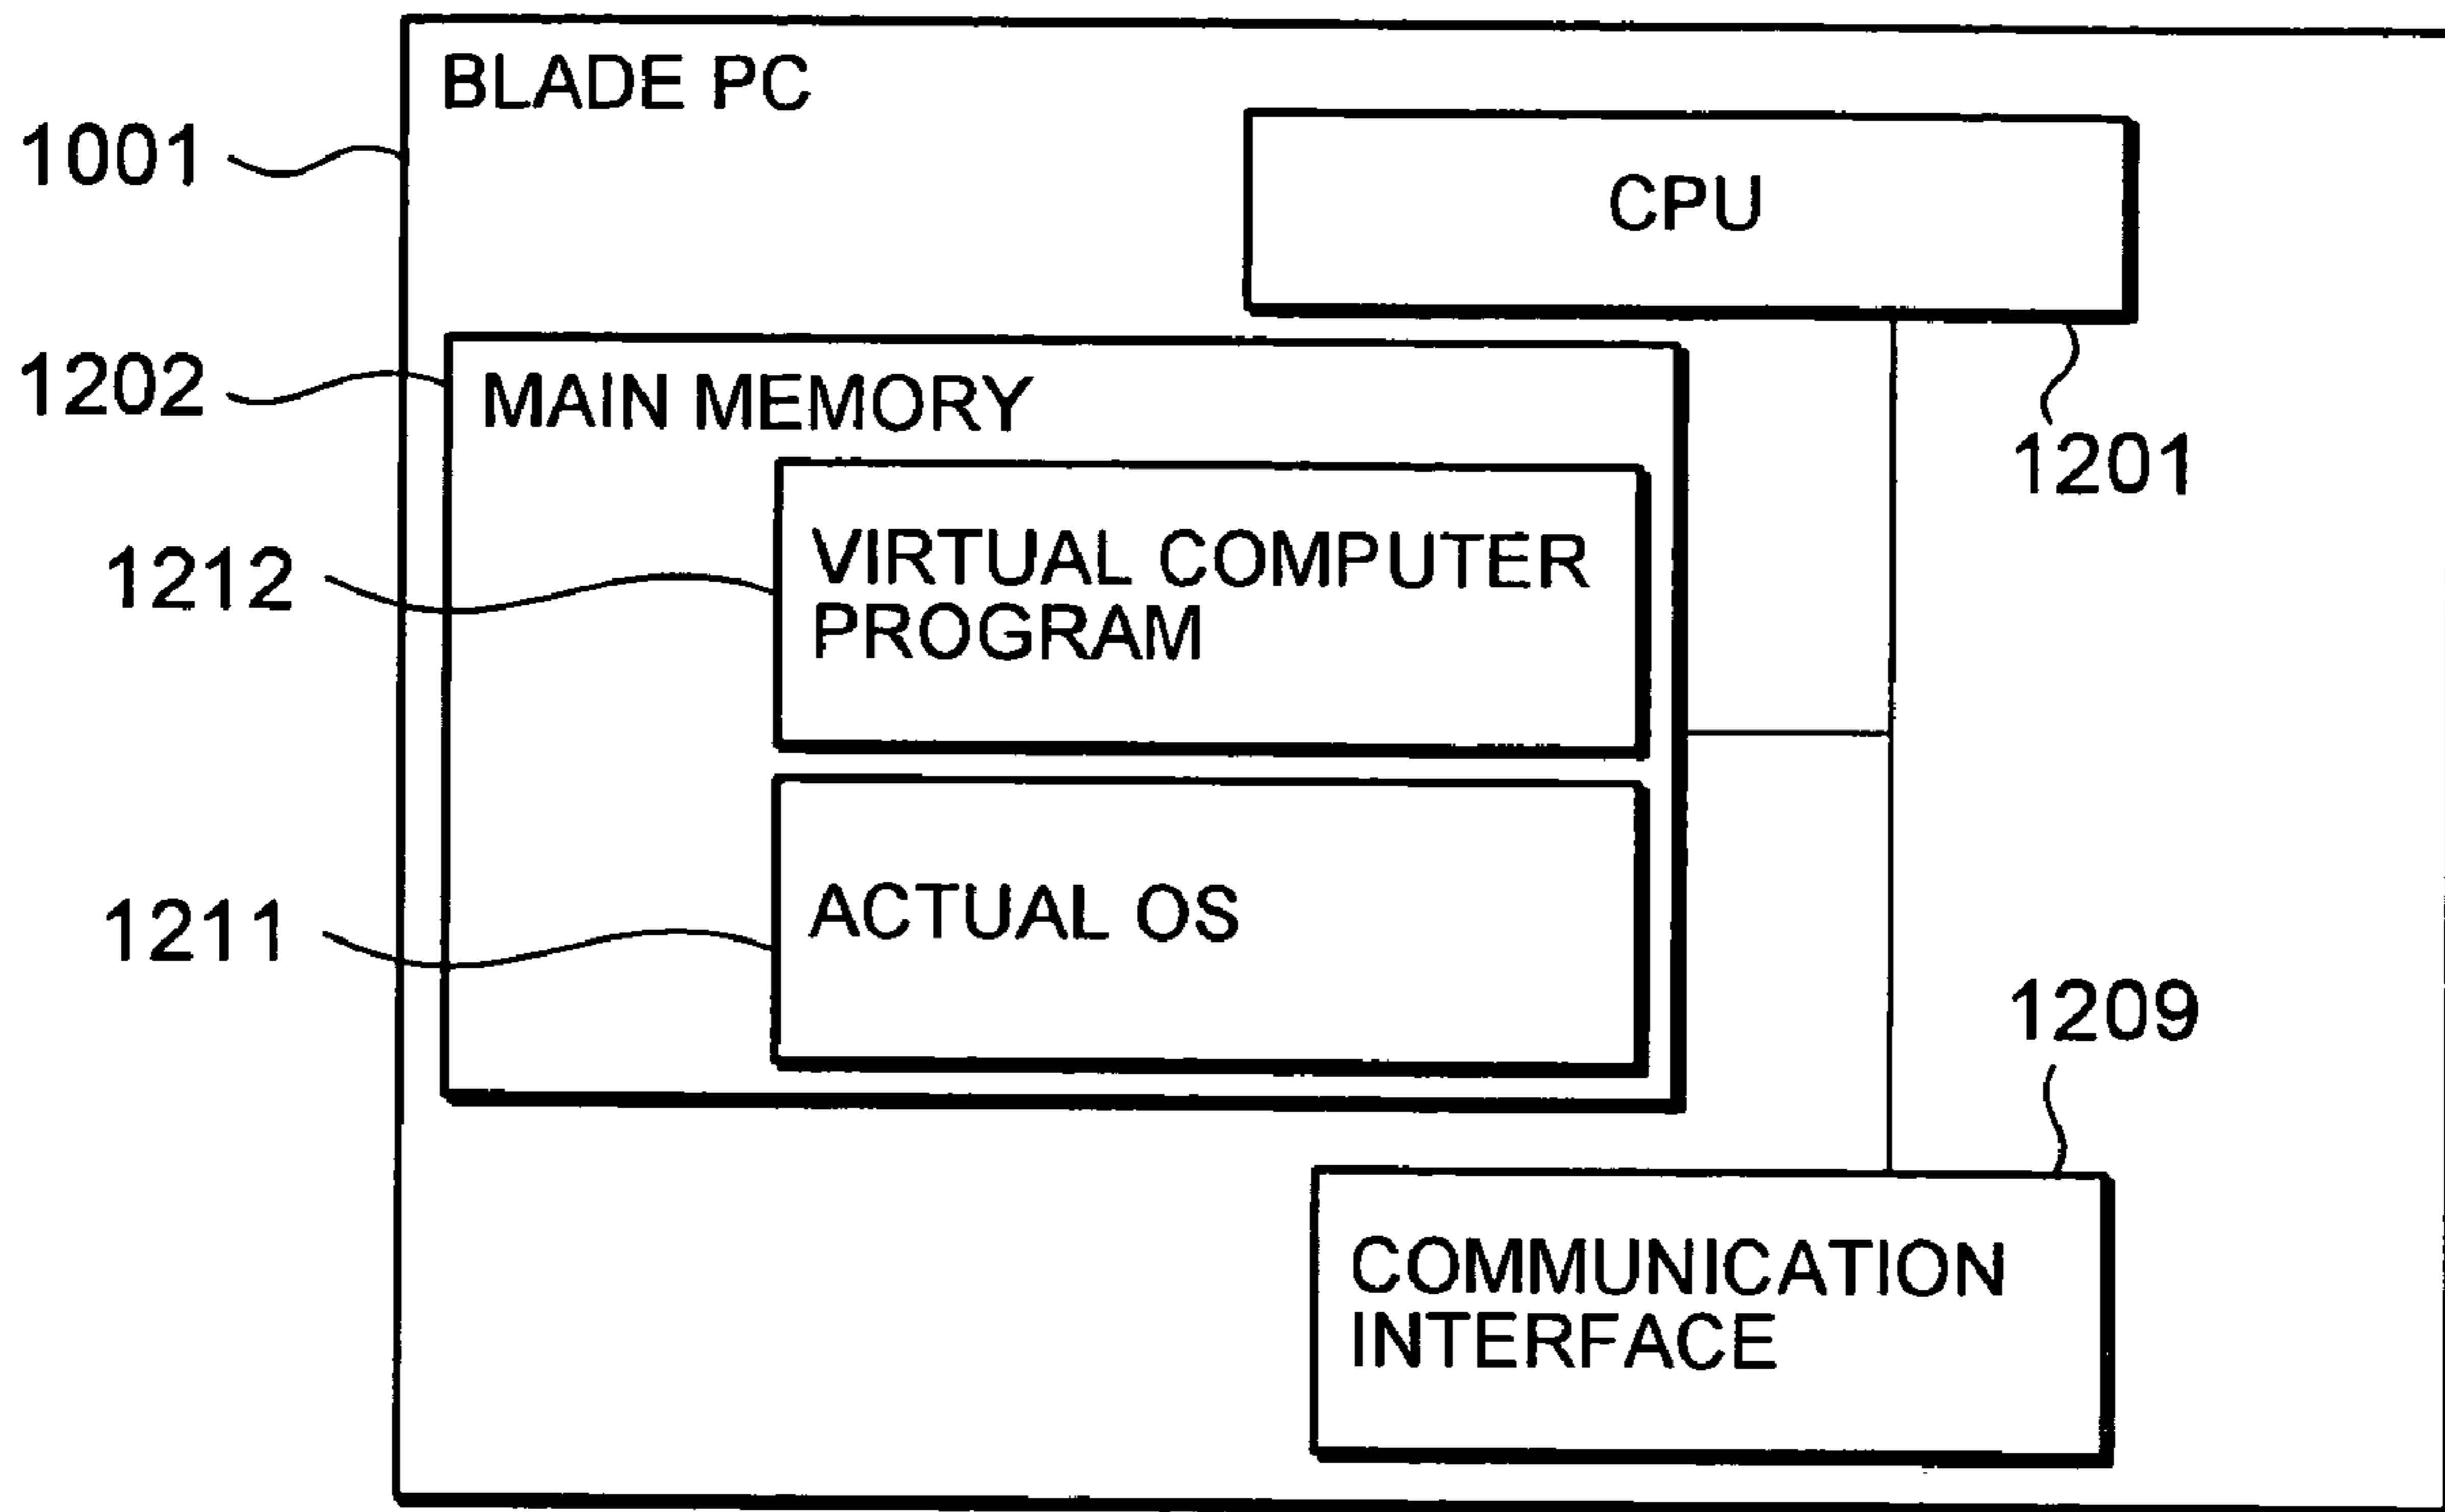 BLADE PC
1001
CPU
1202
MAIN MEMORY
1201
1212
VIRTUAL COMPUTER
PROGRAM
1211
ACTUAL OS
1209
COMMUNICATION
INTERFACE